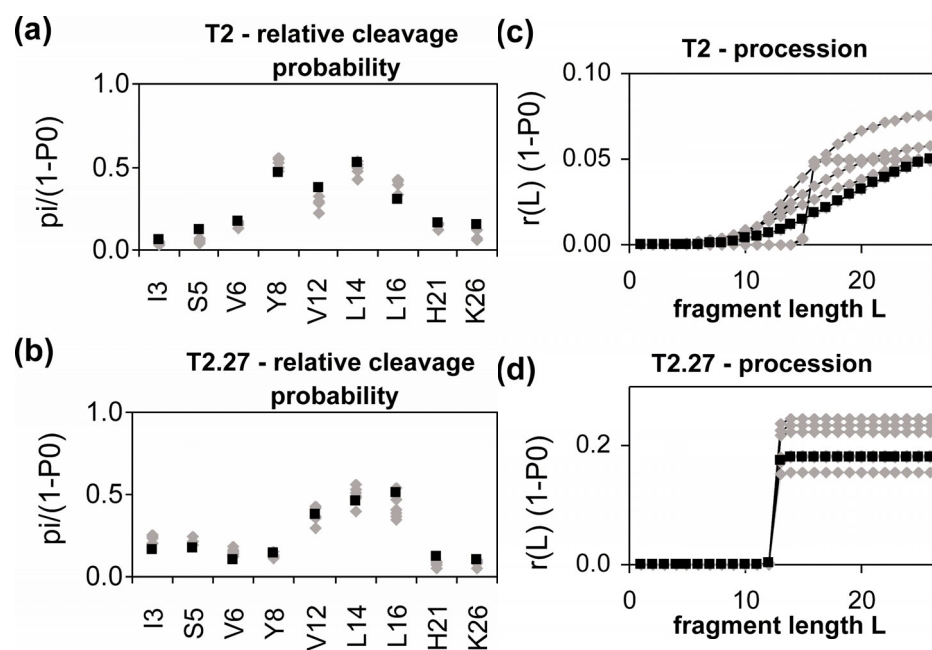 (a)
T2 - relative cleavage
probability
pi/(1-P0)
1.0
0.5
0.0
I3 S5 V6 Y8 V12 L14 L16 H21 K26
(b)
T2.27 - relative cleavage
probability
pi/(1-P0)
1.0
0.5
0.0
I3 S5 V6 Y8 V12 L14 L16 H21 K26
(c)
T2 - procession
r(L) (1-P0)
0.10
0.05
0.00
0 10 20
fragment length L
(d)
T2.27 - procession
r(L) (1-P0)
0.2
0.0
0 10 20
fragment length L